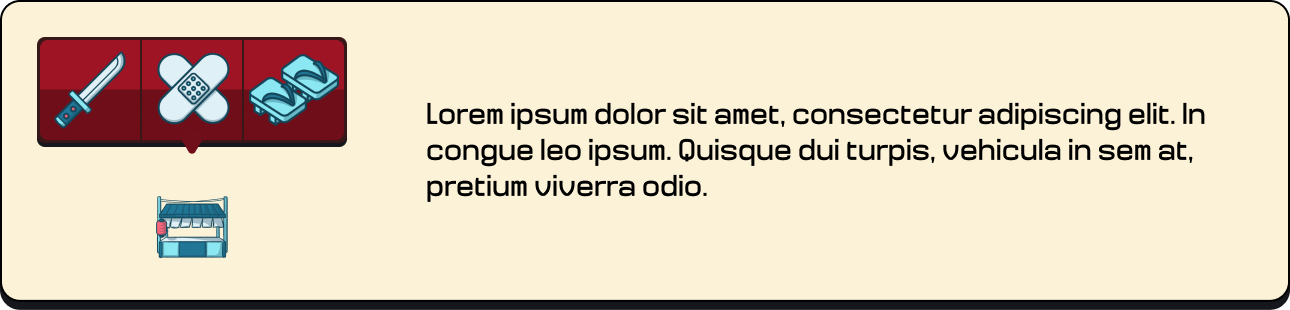 Lorem ipsum dolor sit amet, consectetur adipiscing elit. In
congue leo ipsum. Quisque dui turpis, vehicula in sem at,
pretium viverra odio.